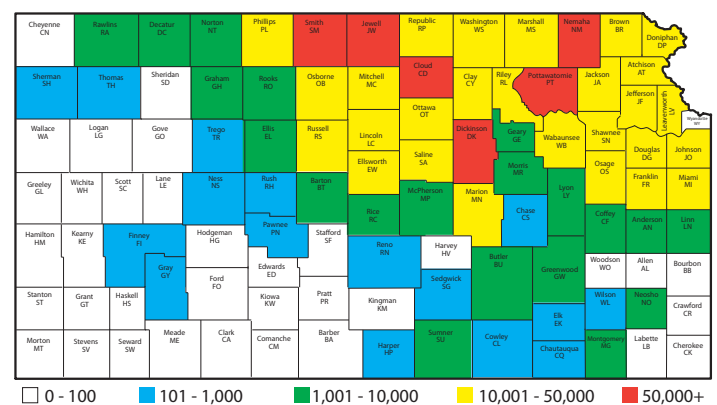 Cheyenne
CN
Rawlins
RA
Decatur
DC
Norton
NT
Phillips
PL
Smith
SM
Jewell
JW
Republic
RP
Washington
WS
Marshall
MS
Nemaha
NM
Brown
BR
Doniphan
DP
Sherman
SH
Thomas
TH
Sheridan
SD
Graham
GH
Rooks
RO
Osborne
OB
Mitchell
MC
Cloud
CD
Clay
CY
Riley
RL
Pottawatomie
PT
Jackson
JA
Atchison
AT
Jefferson
JF
Leavenworth
LV
Wyandotte
WY
Ottawa
OT
Wallace
WA
Logan
LG
Gove
GO
Trego
TR
Ellis
EL
Russell
RS
Lincoln
LC
Ellsworth
EW
Saline
SA
Dickinson
DK
Geary
GE
Wabaunsee
WB
Shawnee
SN
Douglas
DG
Johnson
JO
Morris
MR
Osage
OS
Franklin
FR
Miami
MI
Greeley
GL
Wichita
WH
Scott
SC
Lane
LE
Ness
NS
Rush
RH
Barton
BT
Rice
RC
McPherson
MP
Marion
MN
Chase
CS
Lyon
LY
Coffey
CF
Anderson
AN
Linn
LN
Hamilton
HM
Kearny
KE
Finney
FI
Hodgeman
HG
Pawnee
PN
Stafford
SF
Reno
RN
Harvey
HV
Butler
BU
Greenwood
GW
Woodson
WO
Allen
AL
Bourbon
BB
Gray
GY
Ford
FO
Edwards
ED
Sedgwick
SG
Stanton
ST
Grant
GT
Haskell
HS
Kiowa
KW
Pratt
PR
Kingman
KM
Elk
EK
Wilson
WL
Neosho
NO
Crawford
CR
Morton
MT
Stevens
SV
Seward
SW
Meade
ME
Clark
CA
Comanche
CM
Barber
BA
Harper
HP
Sumner
SU
Cowley
CL
Chautauqua
CQ
Montgomery
MG
Labette
LB
Cherokee
CK
0 - 100
101 - 1,000
1,001 - 10,000
10,001 - 50,000
50,000+